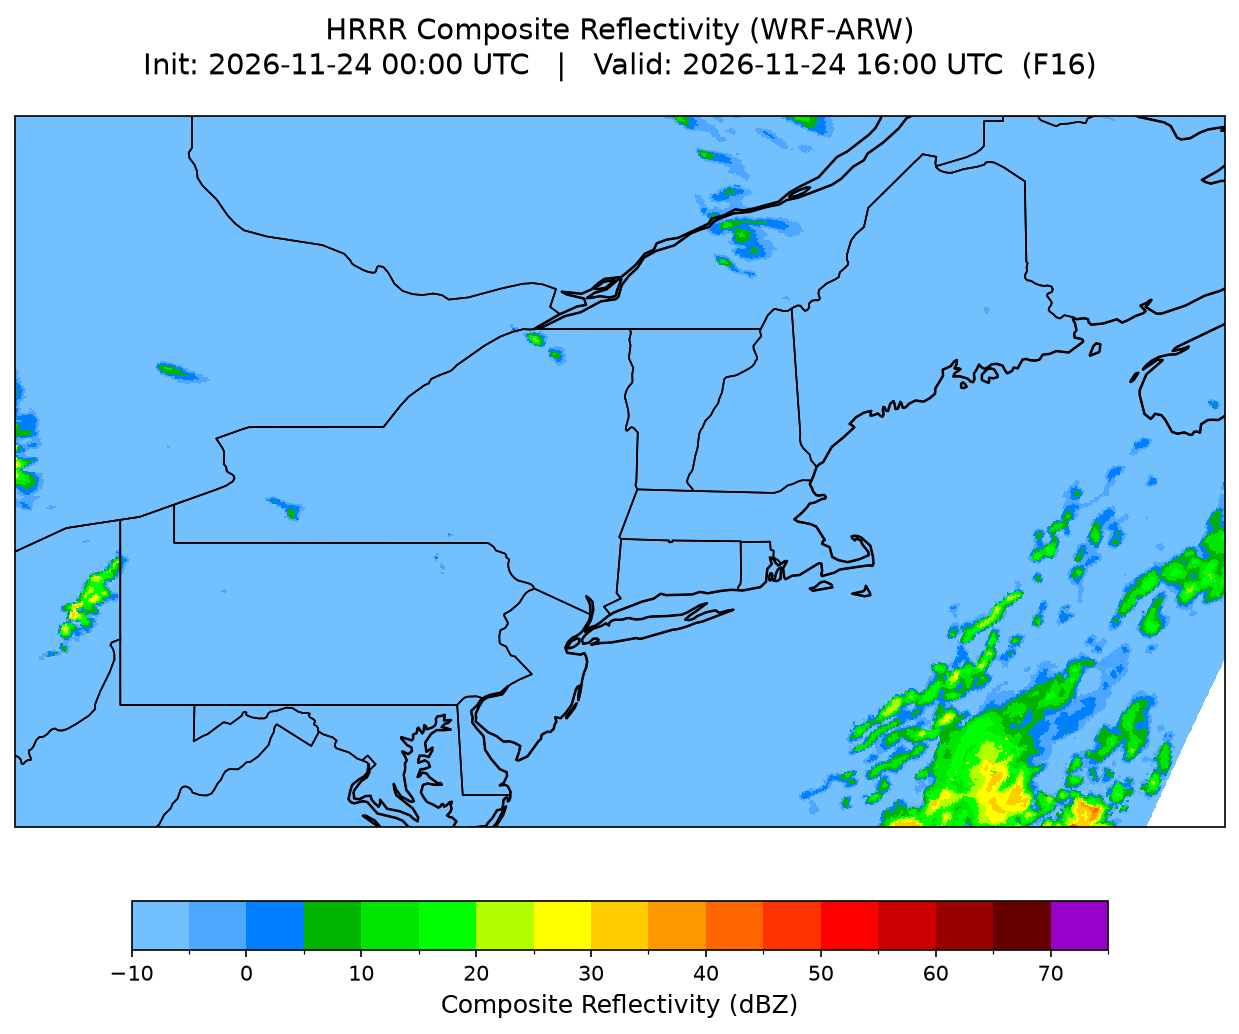 HRRR Composite Reflectivity (WRF-ARW)
Init: 2026-11-24 00:00 UTC   |   Valid: 2026-11-24 16:00 UTC  (F16)
−10 0 10 20 30 40 50 60 70
Composite Reflectivity (dBZ)